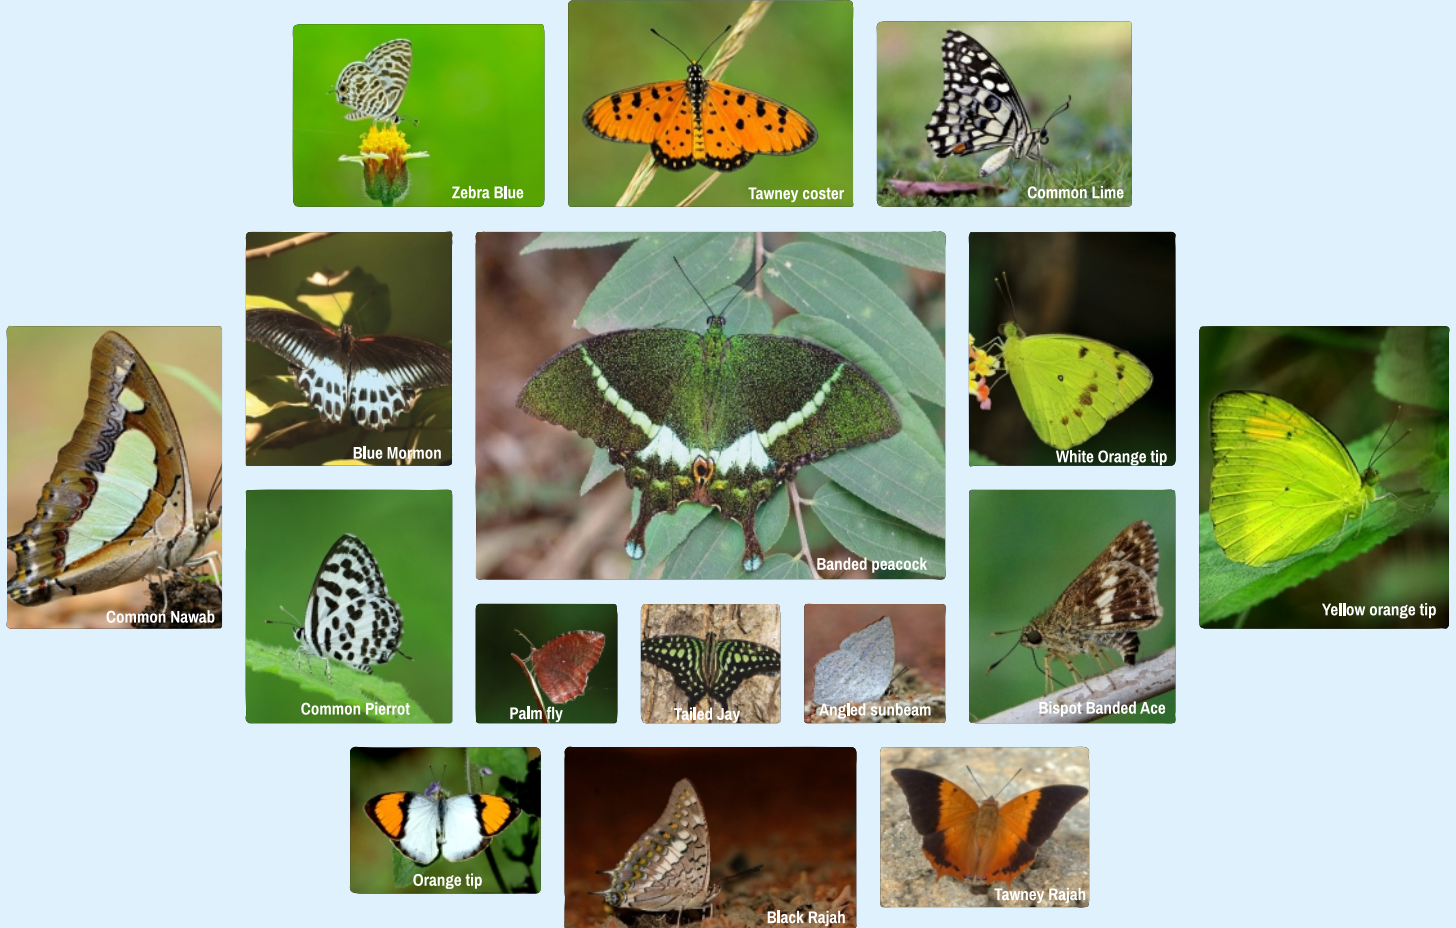 Zebra Blue
Tawney coster
Common Lime
Blue Mormon
White Orange tip
Banded peacock
Common Nawab
Yellow orange tip
Common Pierrot
Palm fly
Tailed Jay
Angled sunbeam
Bispot Banded Ace
Orange tip
Black Rajah
Tawney Rajah